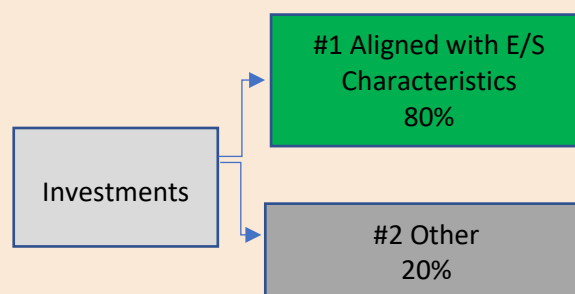 #1 Aligned with E/S
Characteristics
80%
Investments
#2 Other
20%